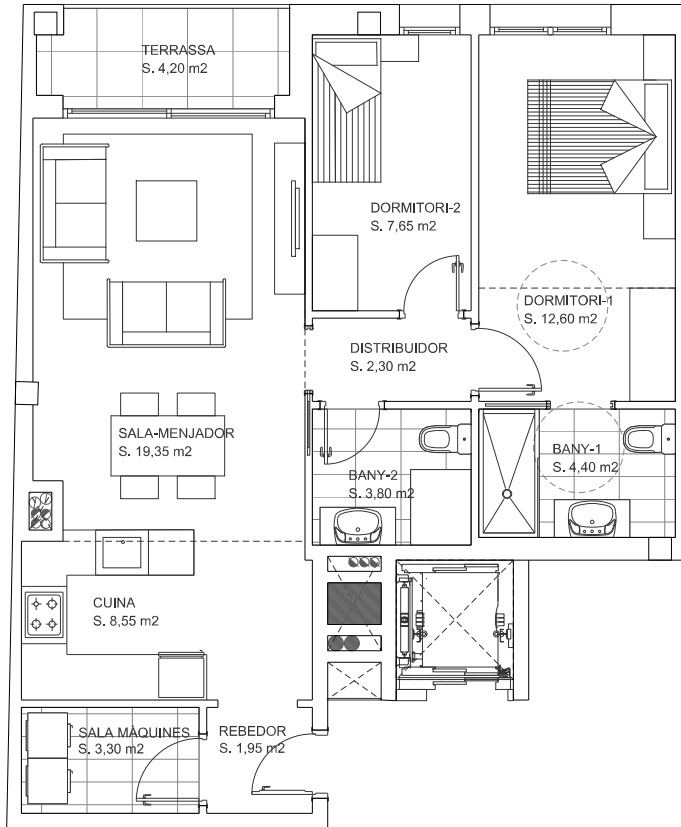 TERRASSA
S. 4,20 m2
DORMITORI-2
S. 7,65 m2
DORMITORI-1
S. 12,60 m2
DISTRIBUIDOR
S. 2,30 m2
SALA-MENJADOR
S. 19,35 m2
BANY-2
S. 3,80 m2
BANY-1
S. 4,40 m2
CUINA
S. 8,55 m2
SALA MÀQUINES
S. 3,30 m2
REBEDOR
S. 1,95 m2